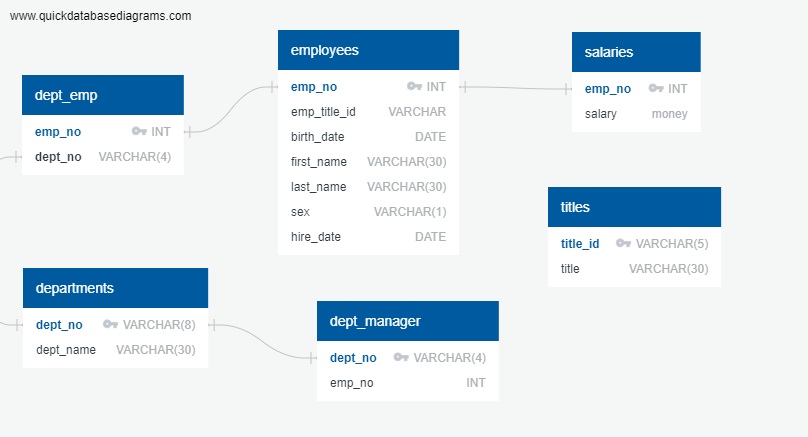 www.quickdatabasediagrams.com
employees
emp_no INT
emp_title_id VARCHAR
birth_date DATE
first_name VARCHAR(30)
last_name VARCHAR(30)
sex VARCHAR(1)
hire_date DATE
salaries
emp_no INT
salary money
dept_emp
emp_no INT
dept_no VARCHAR(4)
titles
title_id VARCHAR(5)
title VARCHAR(30)
departments
dept_no VARCHAR(8)
dept_name VARCHAR(30)
dept_manager
dept_no VARCHAR(4)
emp_no INT